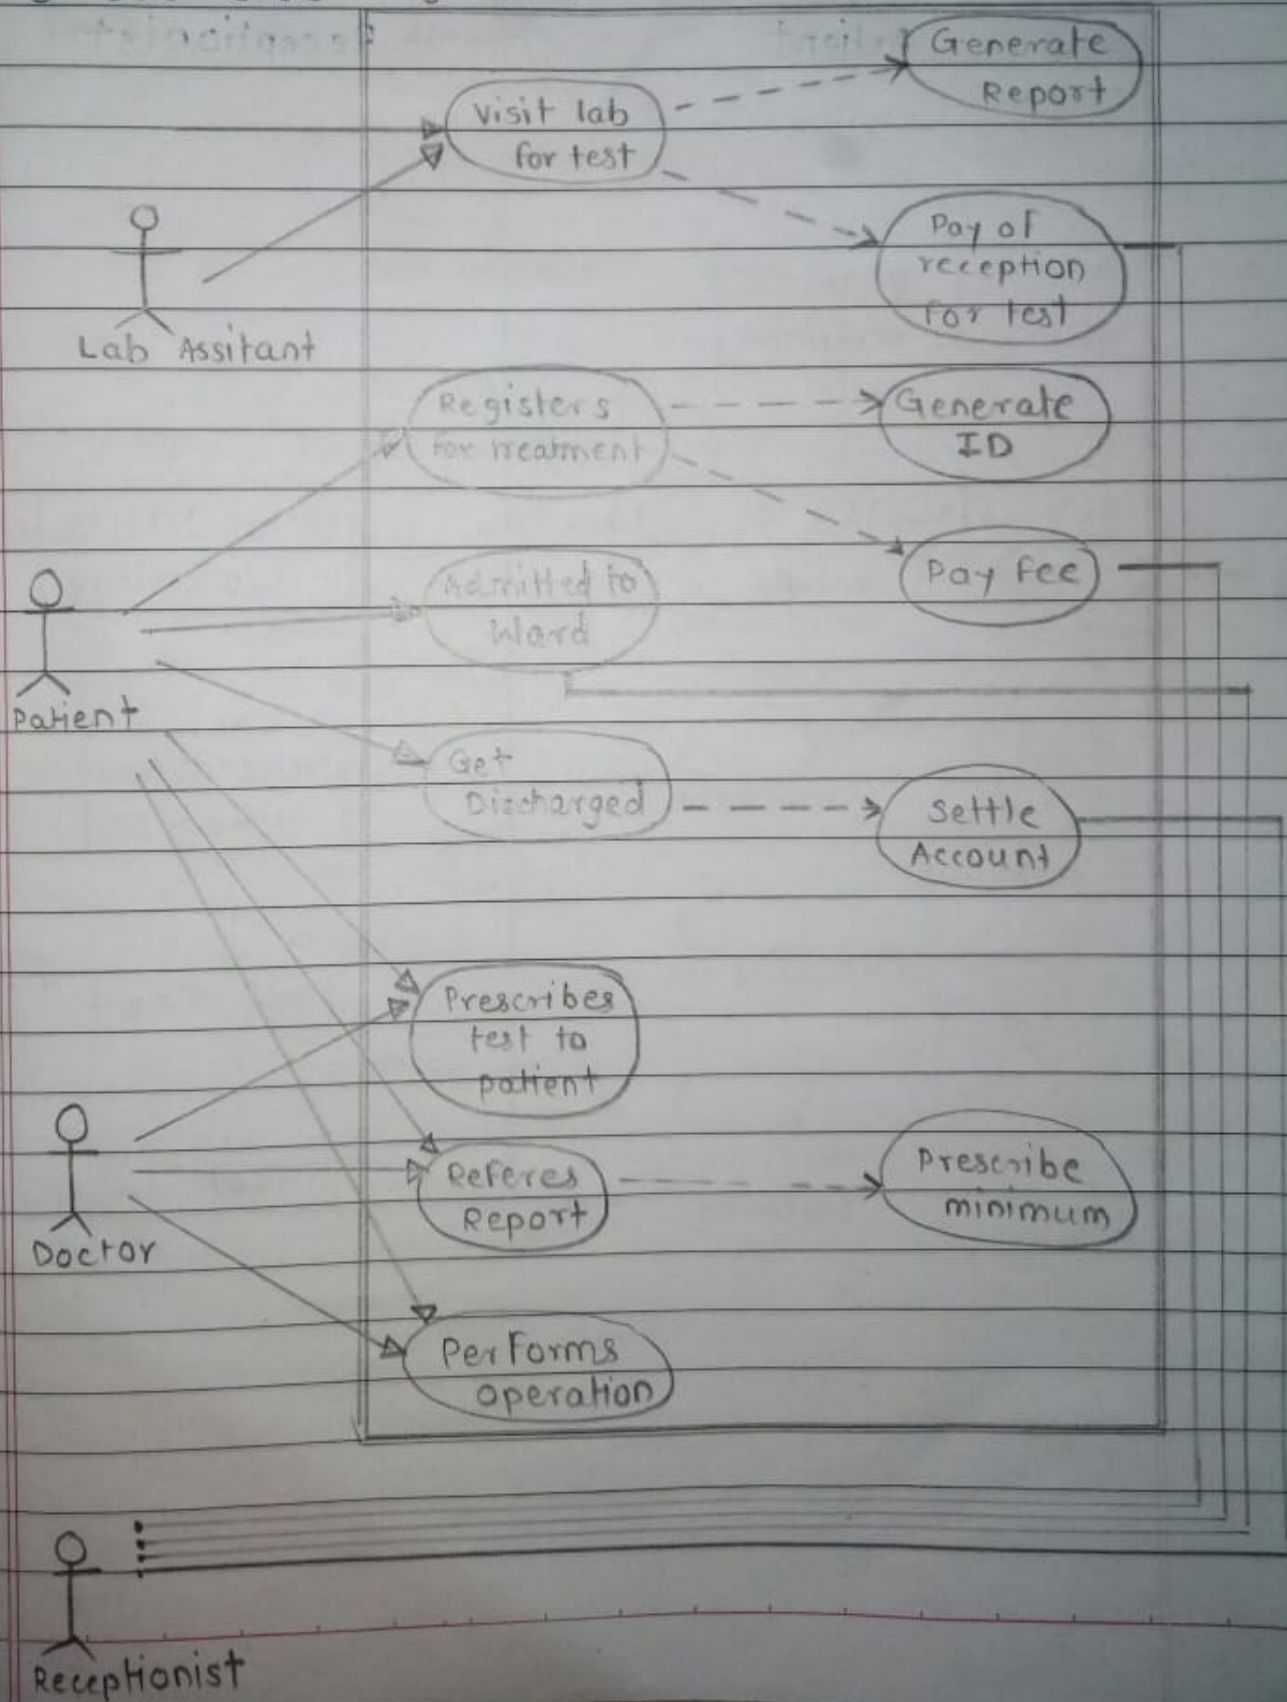 Generate
Report
Visit lab
for test
Pay of
reception
for test
Lab Assitant
Registers
for treatment
Generate
ID
Admitted to
Ward
Pay fee
Patient
Get
Discharged
Settle
Account
Prescribes
test to
patient
Referes
Report
Prescribe
minimum
Doctor
Performs
operation
Receptionist